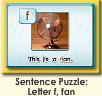 f
This is a fan.
Sentence Puzzle:
Letter f, fan